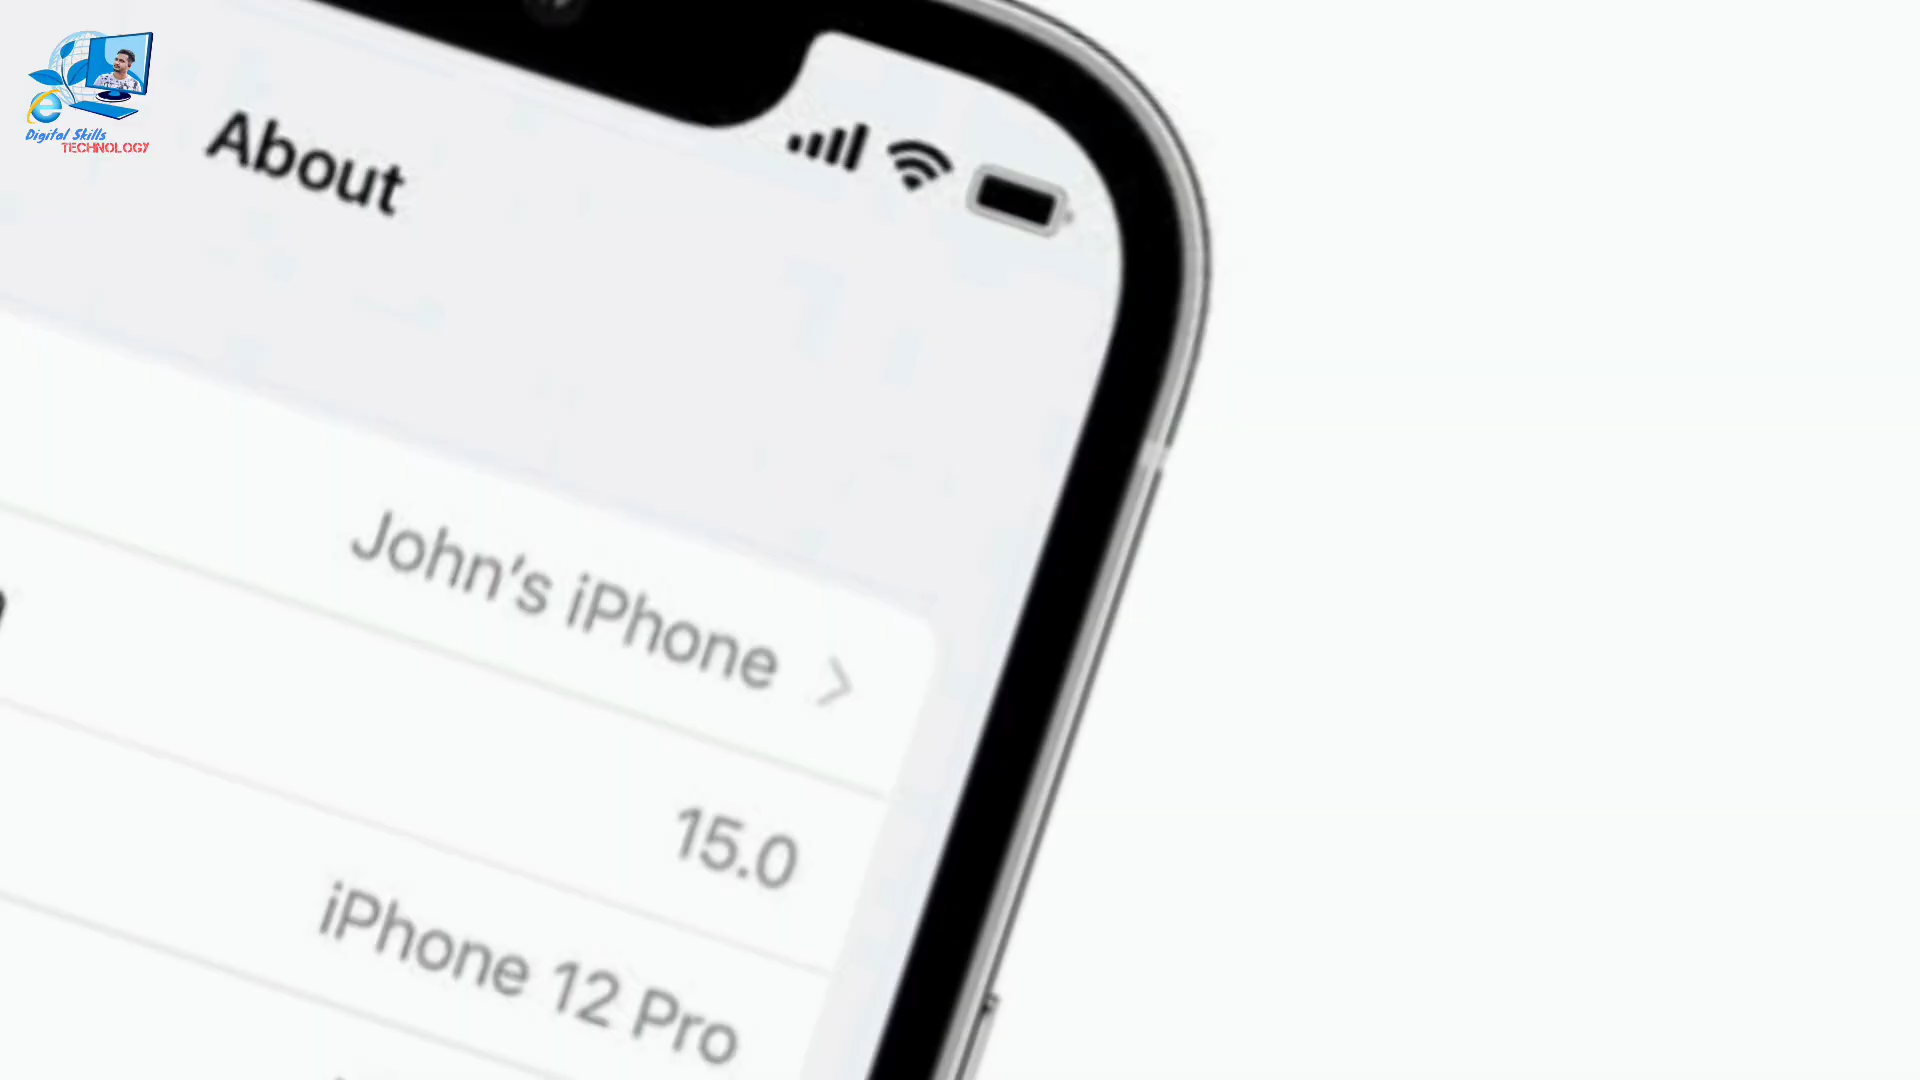 Digital Skills
TECHNOLOGY
About
John's iPhone
15.0
iPhone 12 Pro